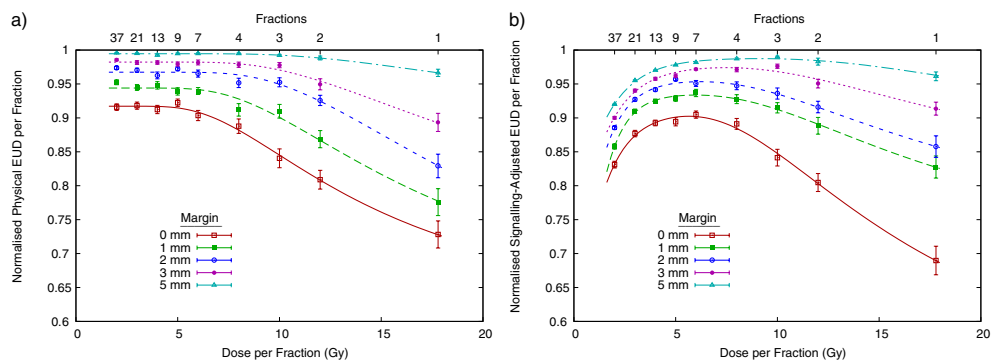 a)
Fractions
37 21 13 9 7 4 3 2 1
Normalised Physical EUD per Fraction
1
0.95
0.9
0.85
0.8
0.75
0.7
0.65
0.6
Margin
0 mm
1 mm
2 mm
3 mm
5 mm
0 5 10 15 20
Dose per Fraction (Gy)
b)
Fractions
37 21 14 9 7 4 3 2 1
Normalised Signalling-Adjusted EUD per Fraction
1
0.95
0.9
0.85
0.8
0.75
0.7
0.65
0.6
Margin
0 mm
1 mm
2 mm
3 mm
5 mm
0 5 10 15 20
Dose per Fraction (Gy)